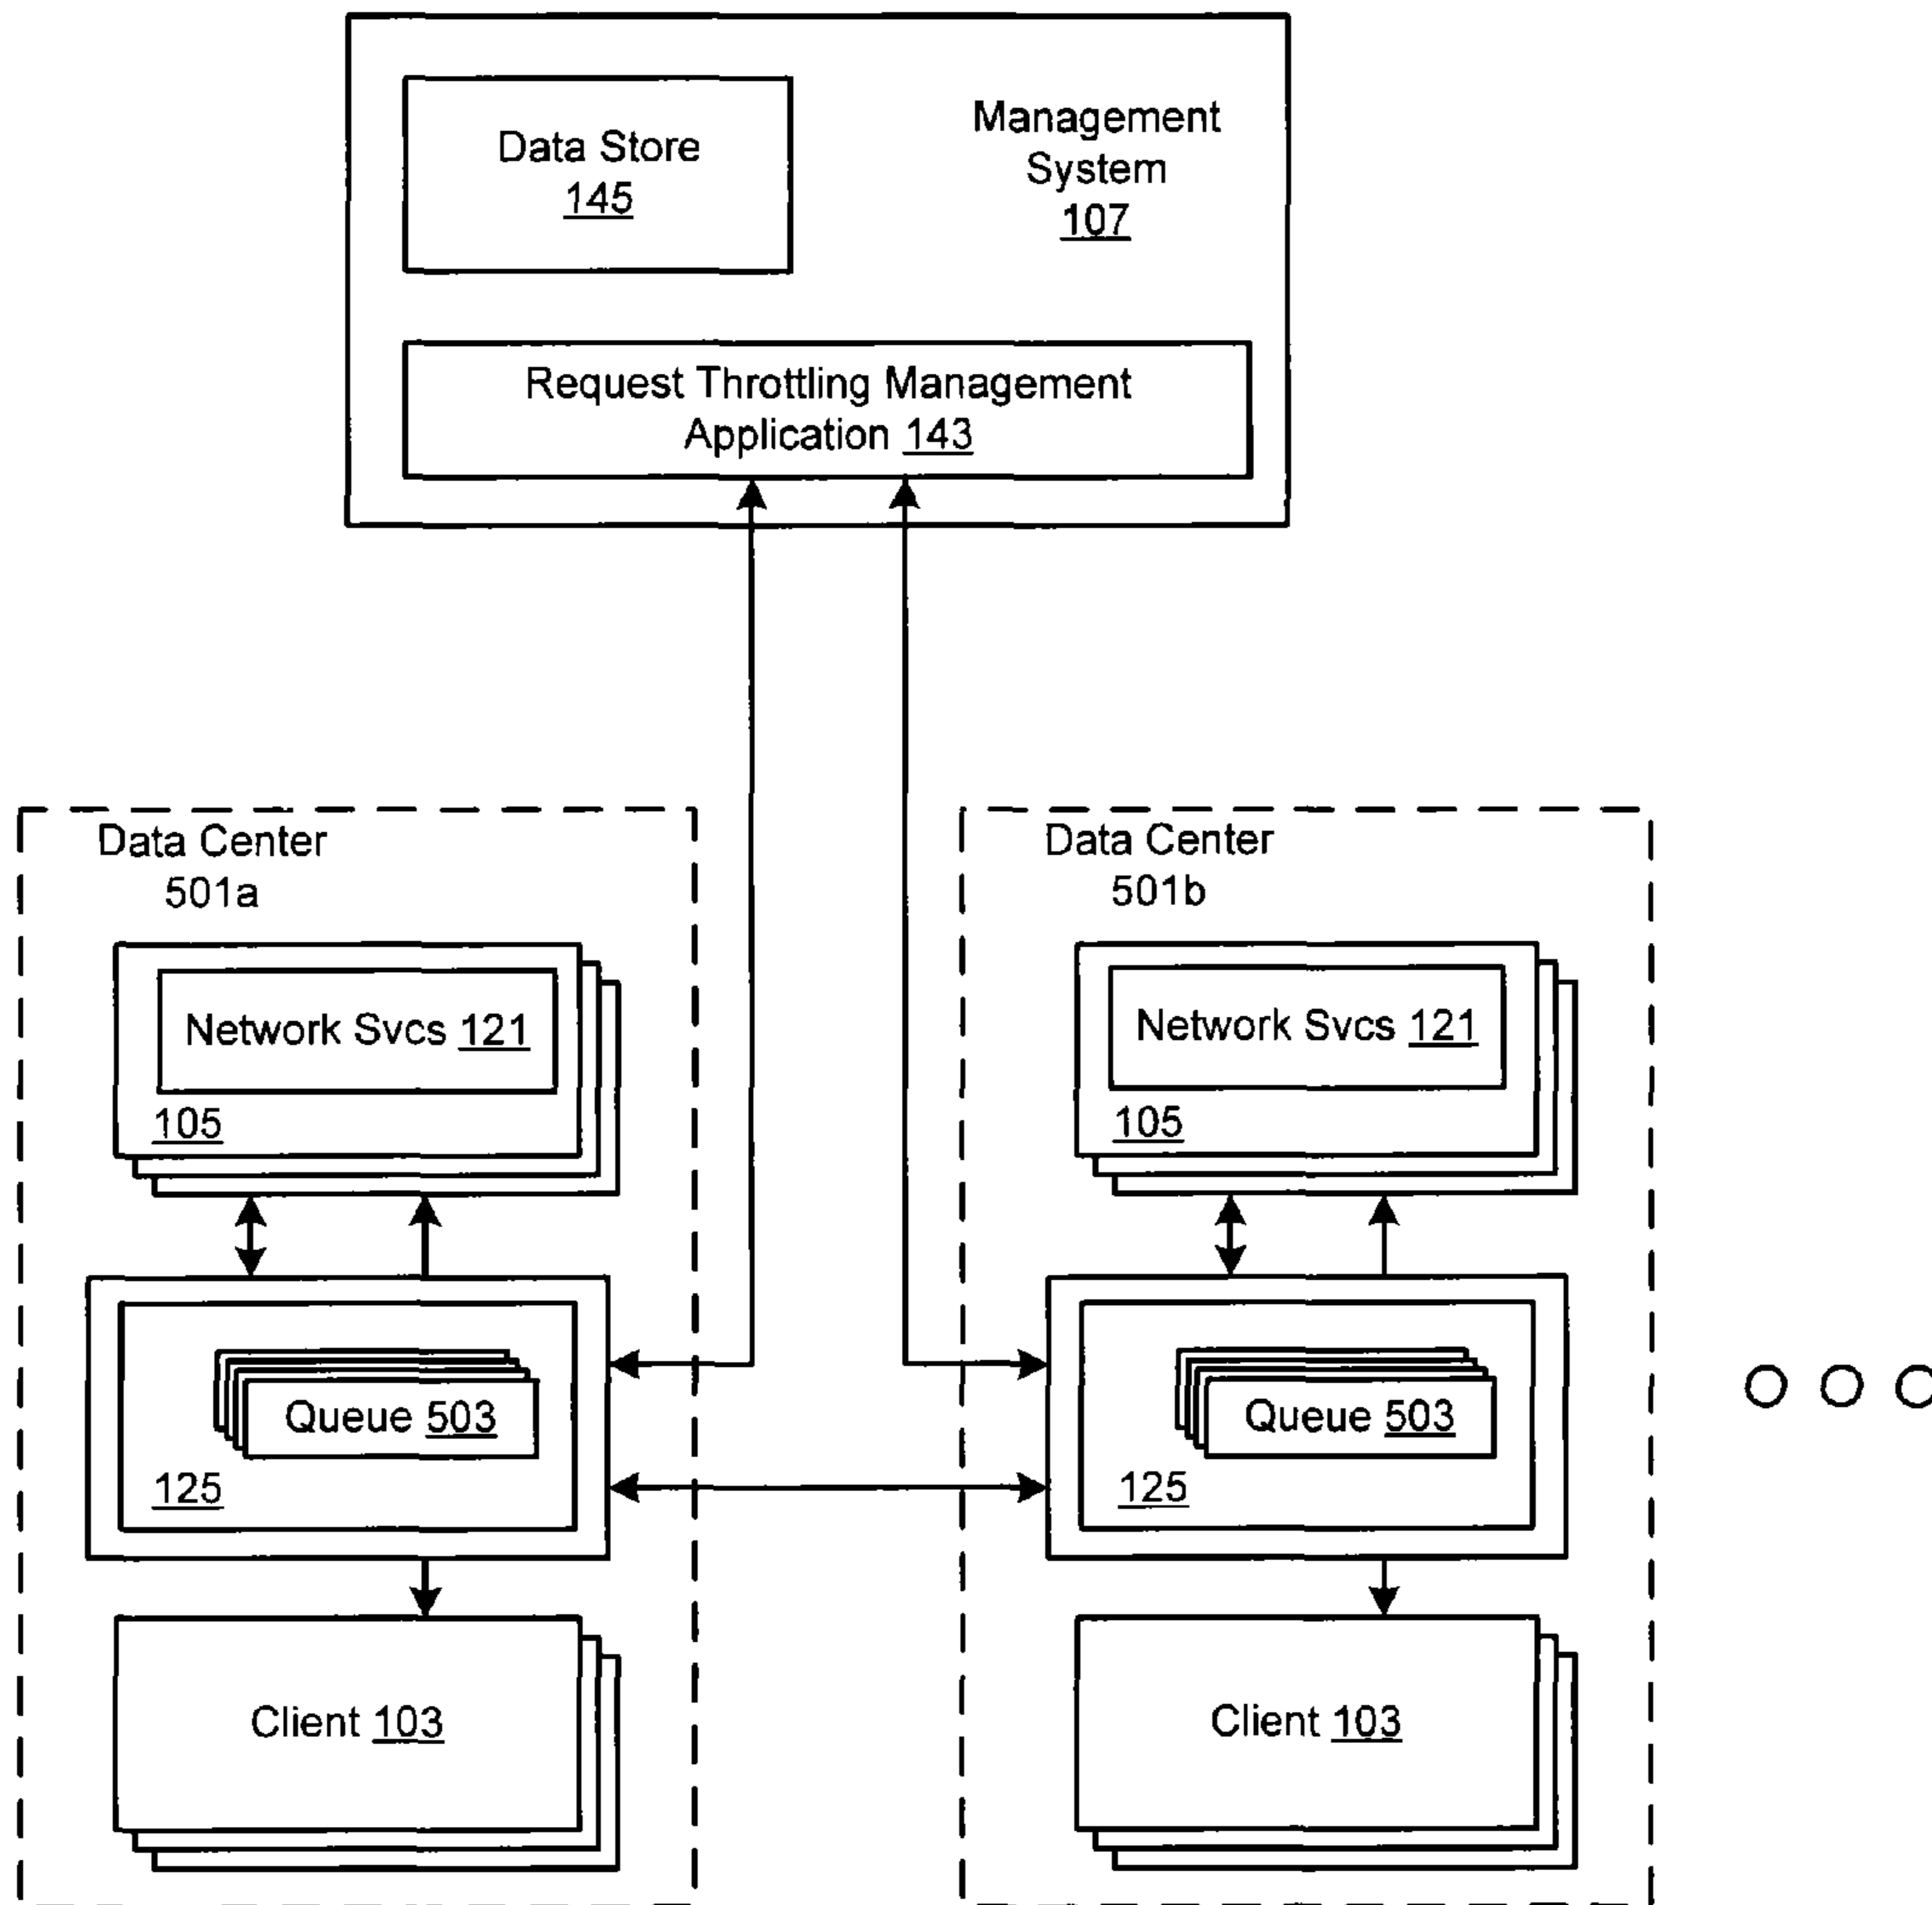 Data Store
145
Management
System
107
Request Throttling Management
Application 143
Data Center
501a
Network Svcs 121
105
Queue 503
125
Client 103
Data Center
501b
Network Svcs 121
105
Queue 503
125
Client 103